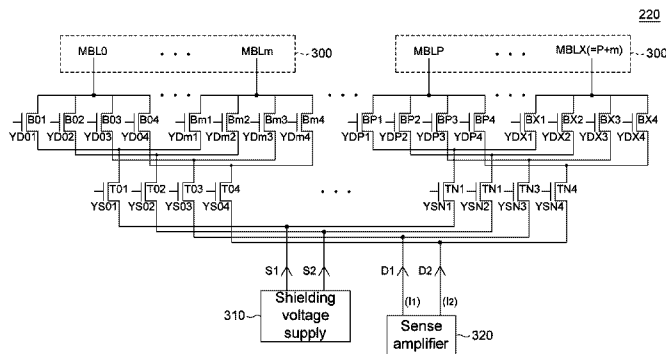 220
MBL0 . . . MBLm 300 MBLP . . . MBLX(=P+m) 300
. . . . . . . . .
B01 B02 B03 B04 Bm1 Bm2 Bm3 Bm4 BP1 BP2 BP3 BP4 BX1 BX2 BX3 BX4
YD01 YD02 YD03 YD04 YDm1 YDm2 YDm3 YDm4 YDP1 YDP2 YDP3 YDP4 YDX1 YDX2 YDX3 YDX4
T01 T02 T03 T04 . . . TN1 TN1 TN3 TN4
YS01 YS02 YS03 YS04 YSN1 YSN2 YSN3 YSN4
S1 S2 D1 D2
(I1) (I2)
310 Shielding
voltage
supply
Sense
amplifier 320